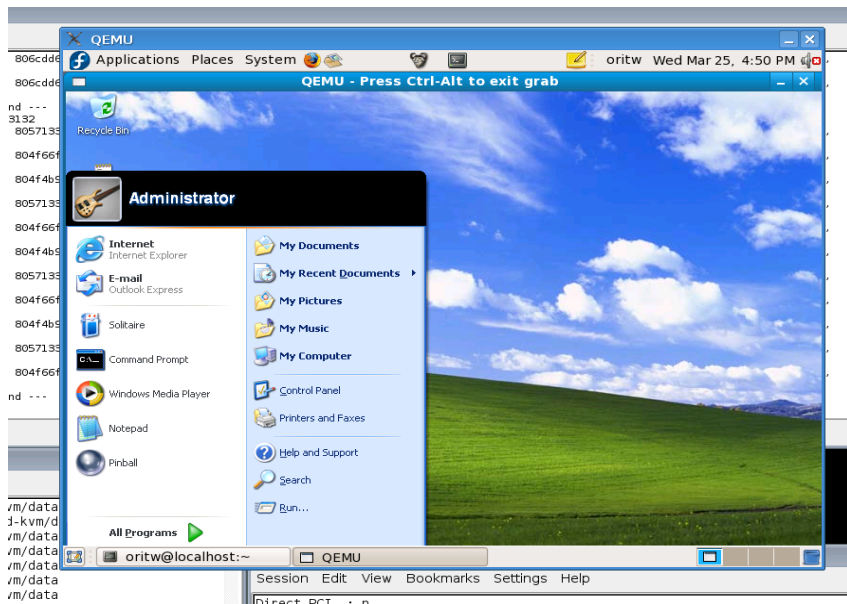 QEMU
Applications Places System
oritw Wed Mar 25, 4:50 PM
QEMU - Press Ctrl-Alt to exit grab
806cdd6
806cdd6
nd ---
3132
8057133
804f66f
804f4b9
8057133
804f66f
804f4b9
8057133
804f66f
804f4b9
8057133
804f66f
nd ---
Recycle Bin
Administrator
Internet
Internet Explorer
E-mail
Outlook Express
Solitaire
Command Prompt
Windows Media Player
Notepad
Pinball
All Programs
My Documents
My Recent Documents
My Pictures
My Music
My Computer
Control Panel
Printers and Faxes
Help and Support
Search
Run...
vm/data
d-kvm/d
vm/data
vm/data
vm/data
vm/data
vm/data
oritw@localhost:~
QEMU
Session Edit View Bookmarks Settings Help
Direct PCI : n